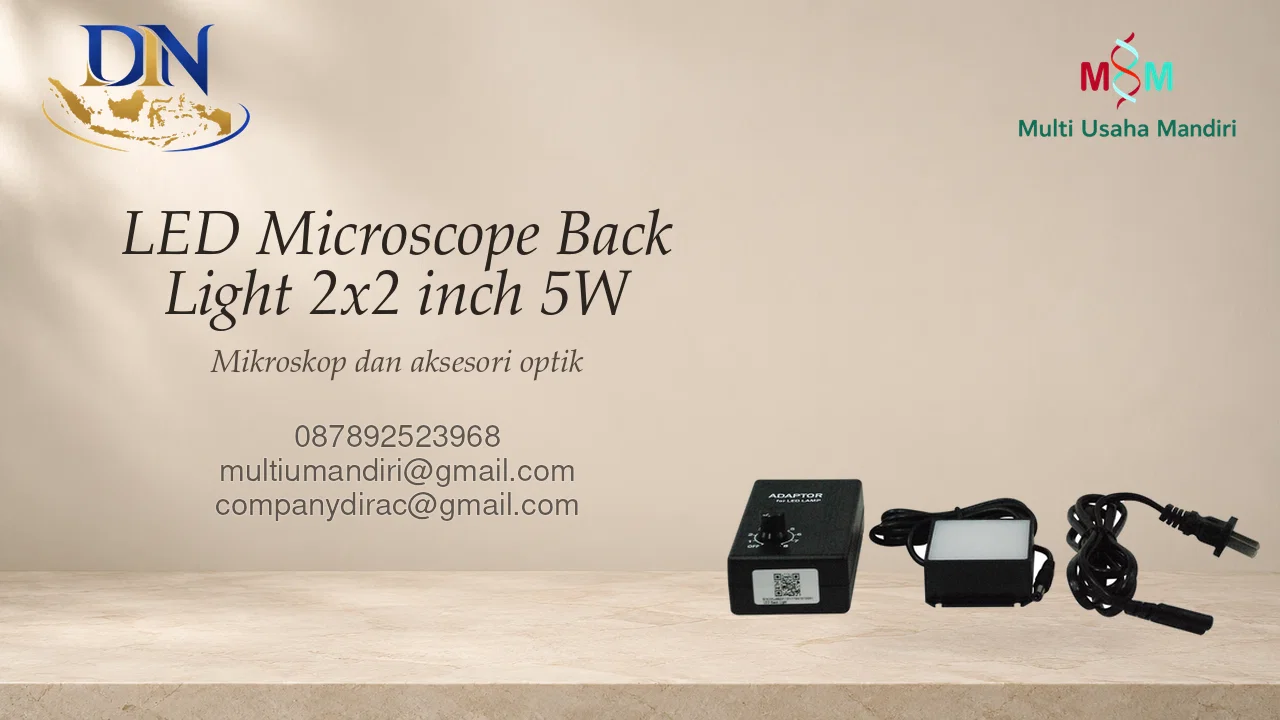 DIN
MSM
Multi Usaha Mandiri
LED Microscope Back
Light 2x2 inch 5W
Mikroskop dan aksesori optik
087892523968
multiumandiri@gmail.com
companydirac@gmail.com
ADAPTOR
for LED LAMP
OFF